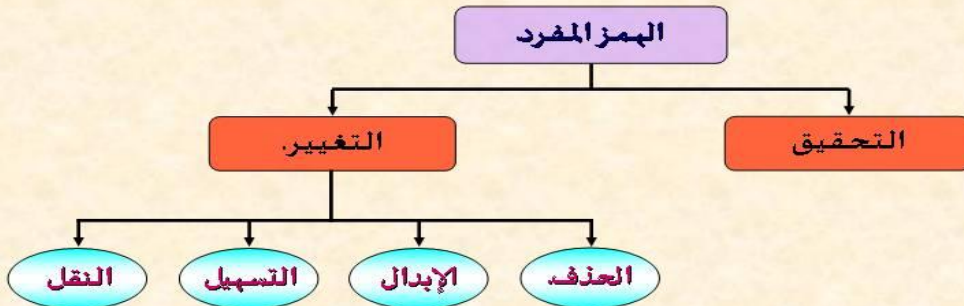 الهمز المفرد
التحقيق
التغيير.
الحذف
الإبدال
التسهيل
النقل